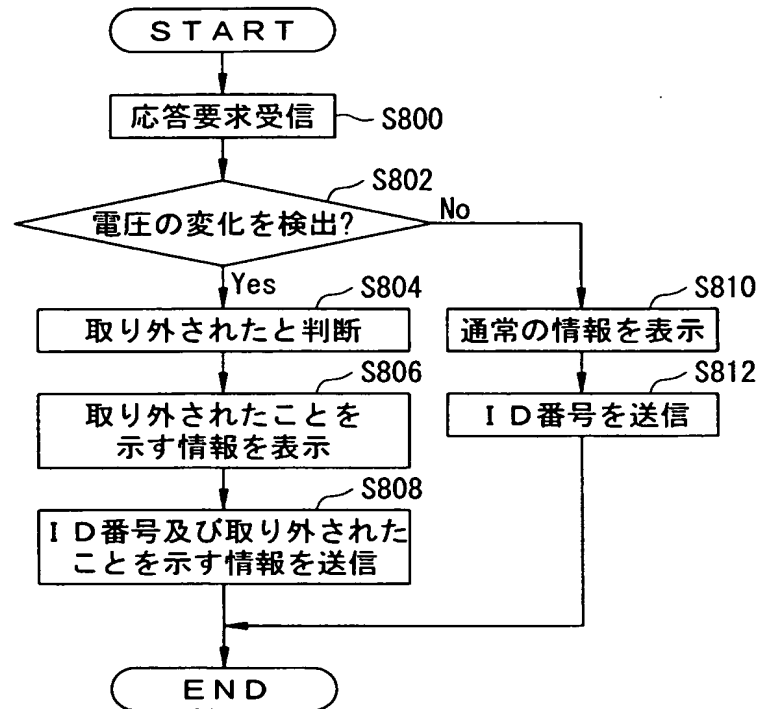 START
応答要求受信
S800
S802
電圧の変化を検出?
No
Yes
S804
取り外されたと判断
S806
取り外されたことを
示す情報を表示
S808
ID番号及び取り外された
ことを示す情報を送信
S810
通常の情報を表示
S812
ID番号を送信
END